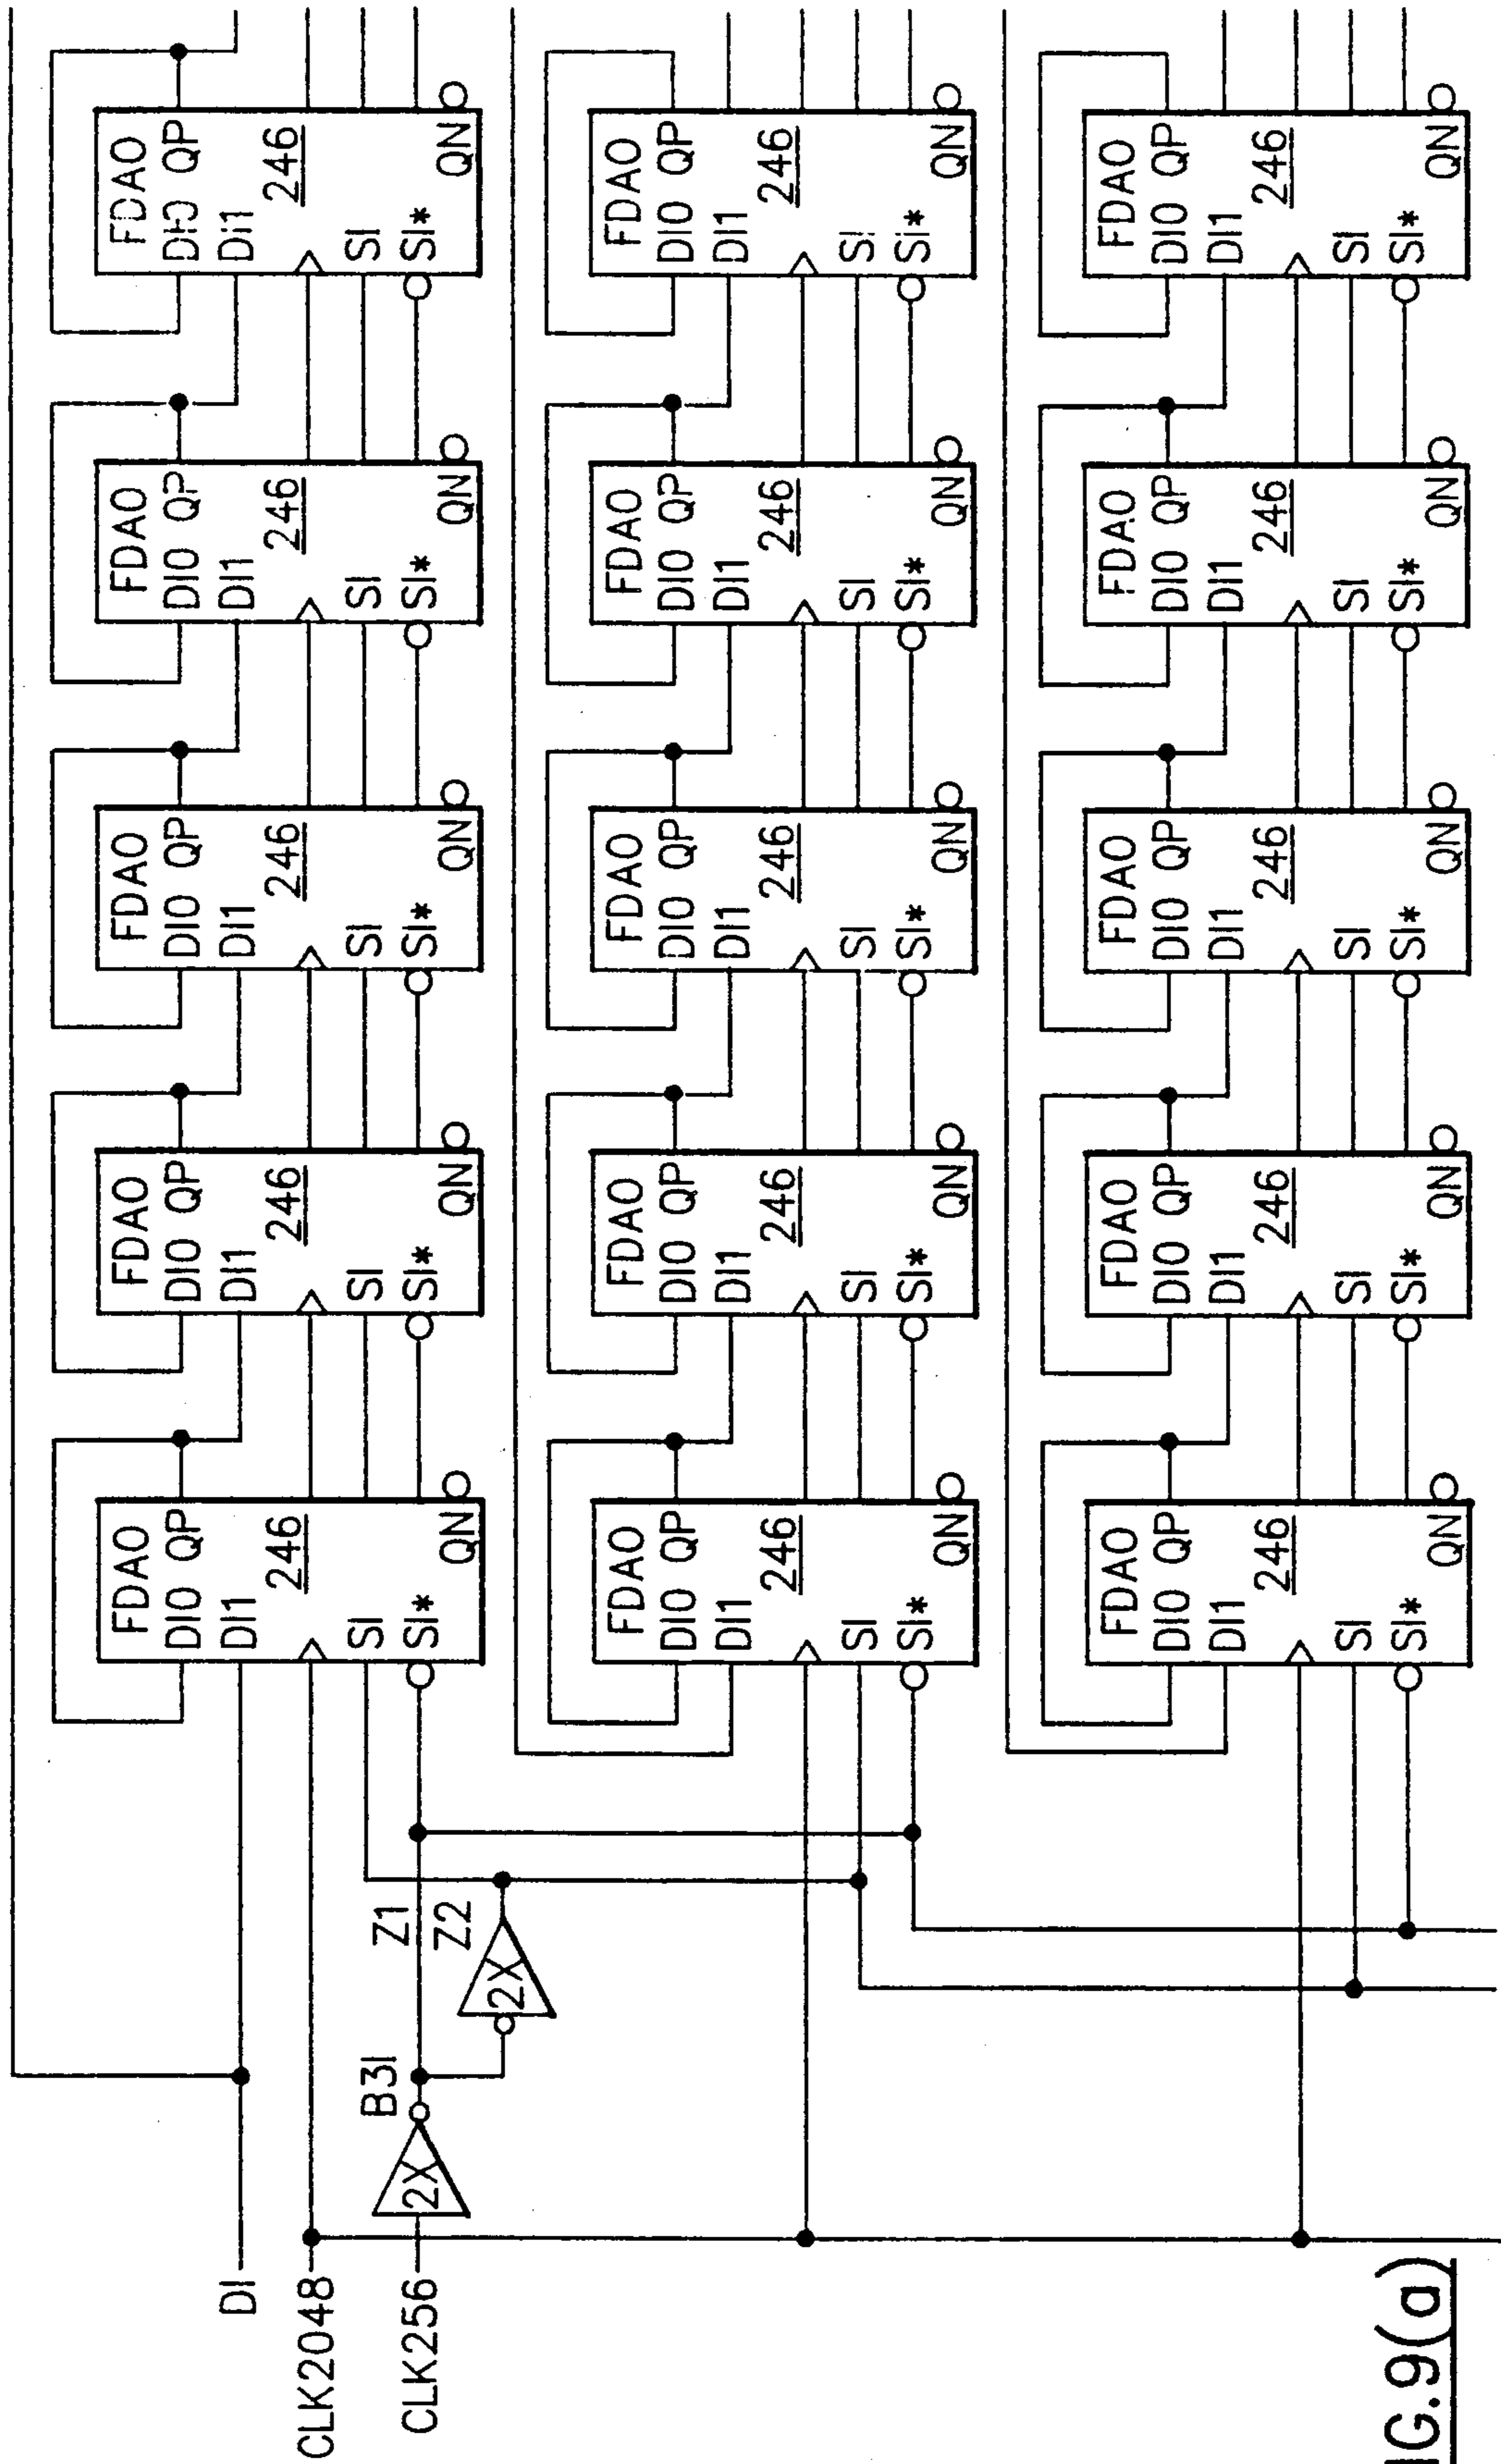 DI
CLK2048
CLK256
2X
B3I
Z1
Z2
2X
FDAO
DI0 QP
DI1
246
SI
SI*
QN
FDAO
DI0 QP
DI1
246
SI
SI*
QN
FDAO
DI0 QP
DI1
246
SI
SI*
QN
FDAO
DI0 QP
DI1
246
SI
SI*
QN
FDAO
DI0 QP
DI1
246
SI
SI*
QN
FDAO
DI0 QP
DI1
246
SI
SI*
QN
FDAO
DI0 QP
DI1
246
SI
SI*
QN
FDAO
DI0 QP
DI1
246
SI
SI*
QN
FDAO
DI0 QP
DI1
246
SI
SI*
QN
FDAO
DI0 QP
DI1
246
SI
SI*
QN
FDAO
DI0 QP
DI1
246
SI
SI*
QN
FDAO
DI0 QP
DI1
246
SI
SI*
QN
FDAO
DI0 QP
DI1
246
SI
SI*
QN
FDAO
DI0 QP
DI1
246
SI
SI*
QN
FDAO
DI0 QP
DI1
246
SI
SI*
QN
IG.9(a)